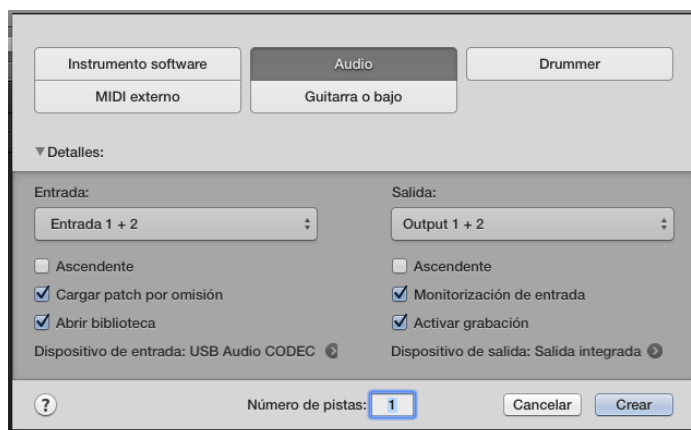 Instrumento software
Audio
Drummer
MIDI externo
Guitarra o bajo
Detalles:
Entrada:
Salida:
Entrada 1 + 2
Output 1 + 2
Ascendente
Ascendente
Cargar patch por omisión
Monitorización de entrada
Abrir biblioteca
Activar grabación
Dispositivo de entrada: USB Audio CODEC
Dispositivo de salida: Salida integrada
?
Número de pistas: 1
Cancelar
Crear